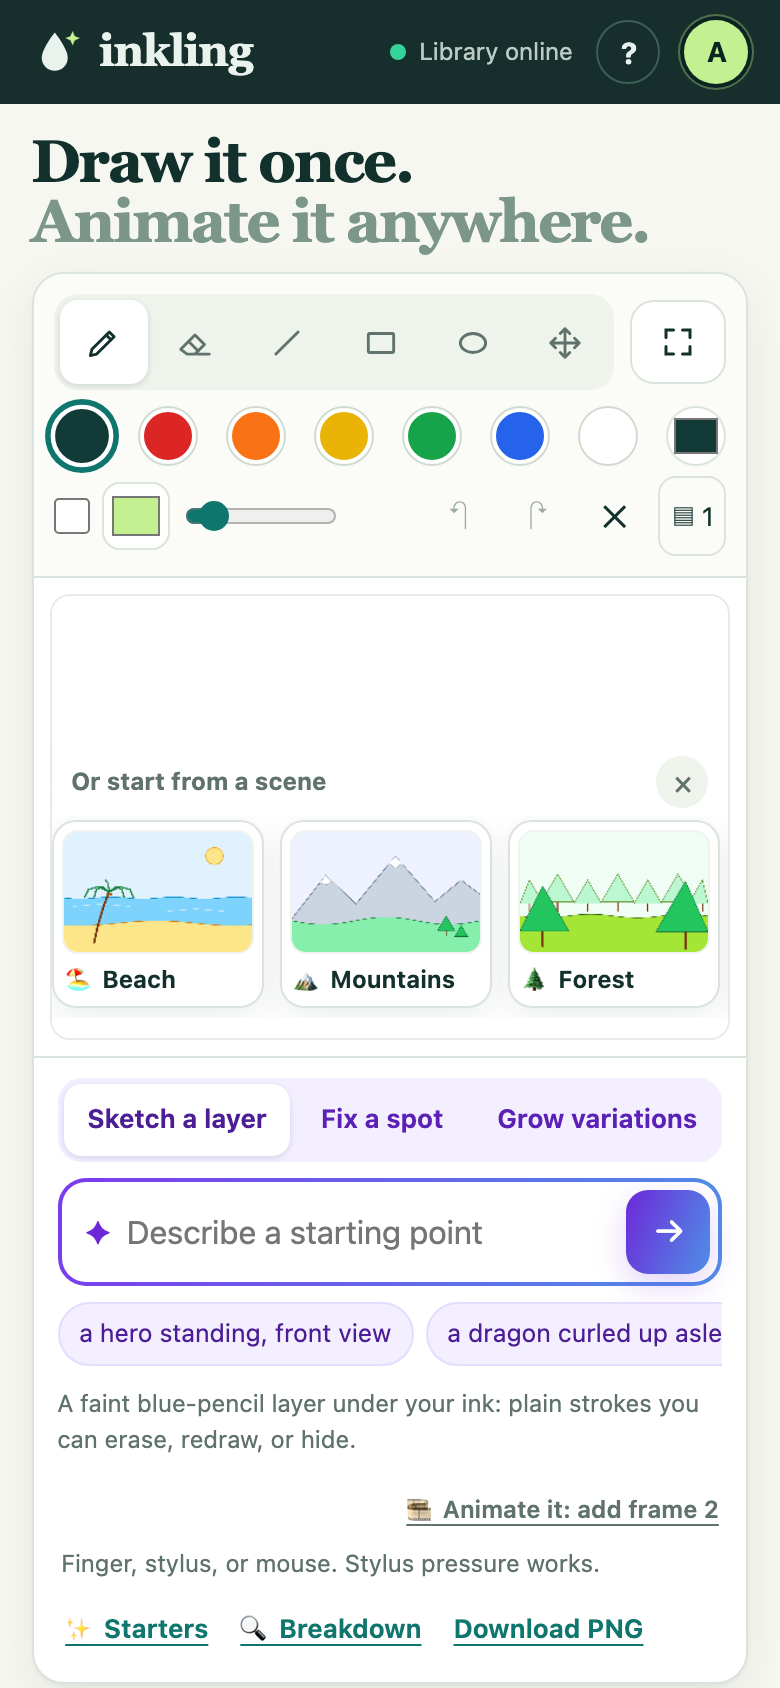 inkling
Library online
?
A
Draw it once.
Animate it anywhere.
1
Or start from a scene
Beach
Mountains
Forest
Sketch a layer
Fix a spot
Grow variations
Describe a starting point
a hero standing, front view
a dragon curled up asle
A faint blue-pencil layer under your ink: plain strokes you
can erase, redraw, or hide.
Animate it: add frame 2
Finger, stylus, or mouse. Stylus pressure works.
Starters
Breakdown
Download PNG